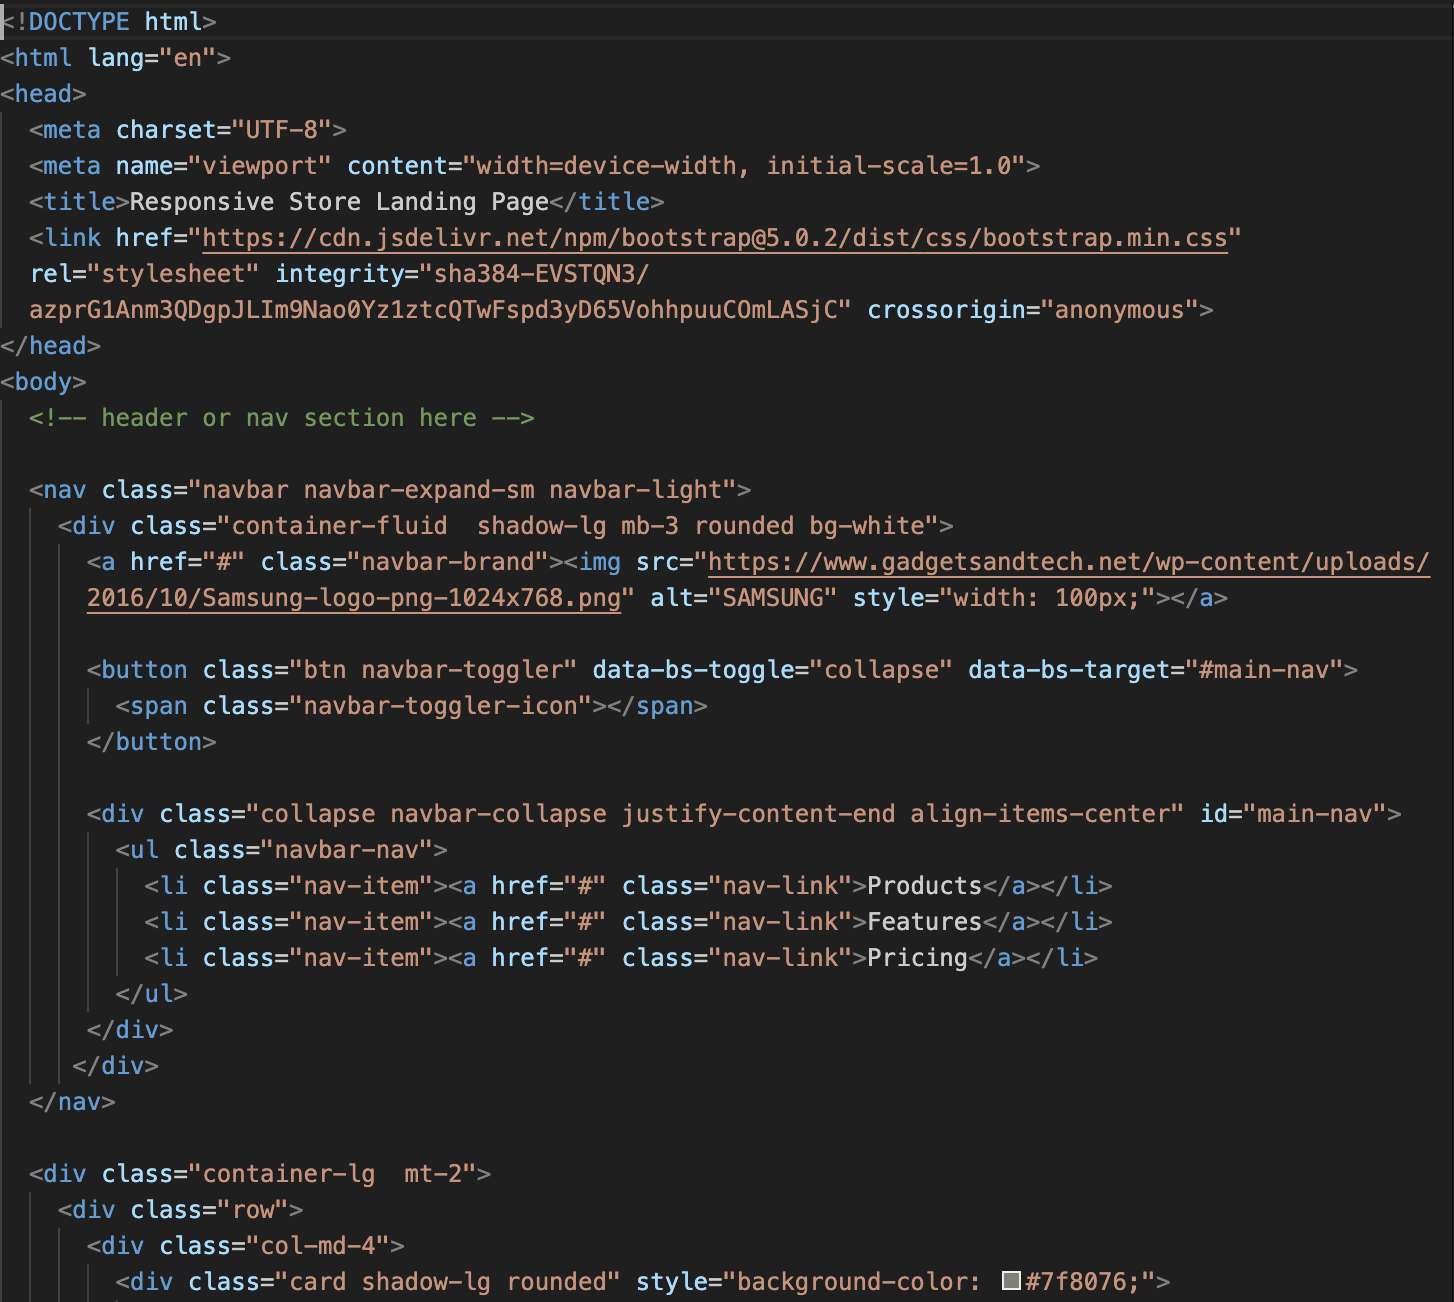 <!DOCTYPE html>
<html lang="en">
<head>
<meta charset="UTF-8">
<meta name="viewport" content="width=device-width, initial-scale=1.0">
<title>Responsive Store Landing Page</title>
<link href="https://cdn.jsdelivr.net/npm/bootstrap@5.0.2/dist/css/bootstrap.min.css"
rel="stylesheet" integrity="sha384-EVSTQN3/
azprG1Anm3QDgpJLIm9Nao0Yz1ztcQTwFspd3yD65VohhpuuCOmLASjC" crossorigin="anonymous">
</head>
<body>
<!-- header or nav section here -->
<nav class="navbar navbar-expand-sm navbar-light">
<div class="container-fluid  shadow-lg mb-3 rounded bg-white">
<a href="#" class="navbar-brand"><img src="https://www.gadgetsandtech.net/wp-content/uploads/
2016/10/Samsung-logo-png-1024x768.png" alt="SAMSUNG" style="width: 100px;"></a>
<button class="btn navbar-toggler" data-bs-toggle="collapse" data-bs-target="#main-nav">
<span class="navbar-toggler-icon"></span>
</button>
<div class="collapse navbar-collapse justify-content-end align-items-center" id="main-nav">
<ul class="navbar-nav">
<li class="nav-item"><a href="#" class="nav-link">Products</a></li>
<li class="nav-item"><a href="#" class="nav-link">Features</a></li>
<li class="nav-item"><a href="#" class="nav-link">Pricing</a></li>
</ul>
</div>
</div>
</nav>
<div class="container-lg  mt-2">
<div class="row">
<div class="col-md-4">
<div class="card shadow-lg rounded" style="background-color: #7f8076;">